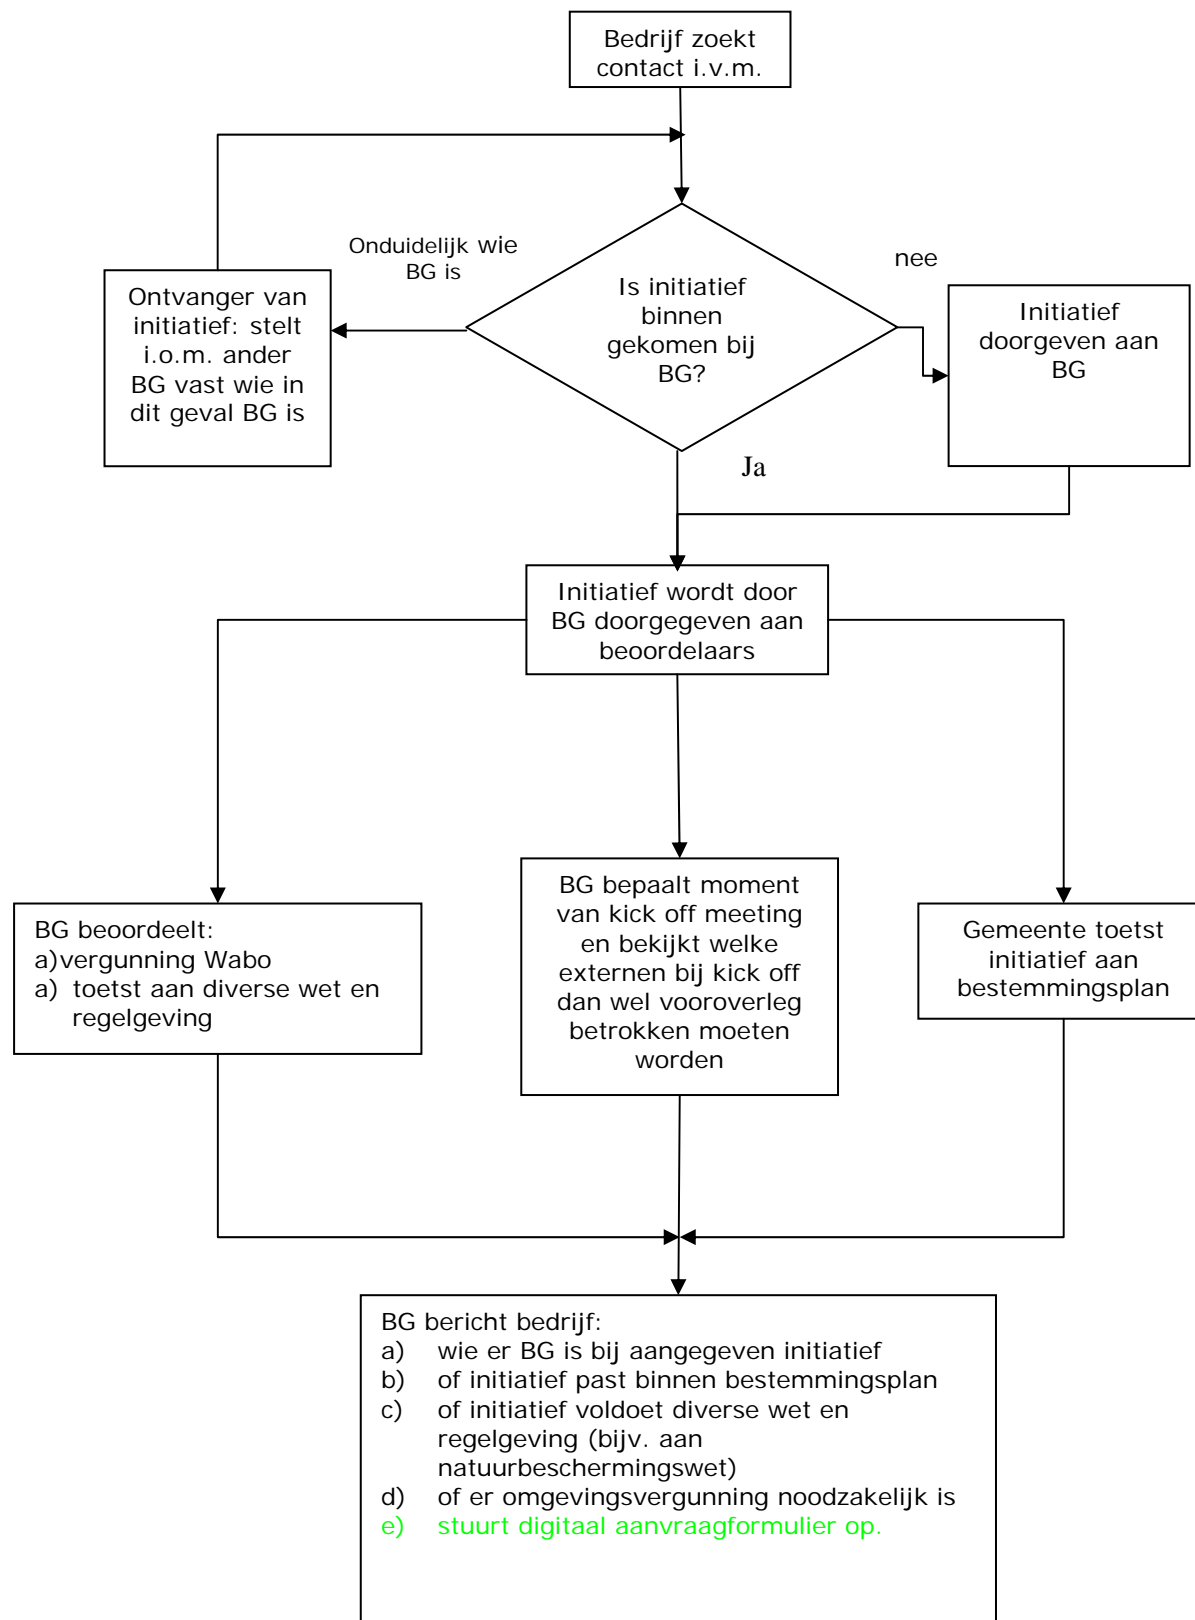 Bedrijf zoekt
contact i.v.m.
Onduidelijk wie
BG is
nee
Ontvanger van
initiatief: stelt
i.o.m. ander
BG vast wie in
dit geval BG is
Is initiatief
binnen
gekomen bij
BG?
Initiatief
doorgeven aan
BG
Ja
Initiatief wordt door
BG doorgegeven aan
beoordelaars
BG beoordeelt:
a)vergunning Wabo
a) toetst aan diverse wet en
regelgeving
BG bepaalt moment
van kick off meeting
en bekijkt welke
externen bij kick off
dan wel vooroverleg
betrokken moeten
worden
Gemeente toetst
initiatief aan
bestemmingsplan
BG bericht bedrijf:
a) wie er BG is bij aangegeven initiatief
b) of initiatief past binnen bestemmingsplan
c) of initiatief voldoet diverse wet en
regelgeving (bijv. aan
natuurbeschermingswet)
d) of er omgevingsvergunning noodzakelijk is
e) stuurt digitaal aanvraagformulier op.